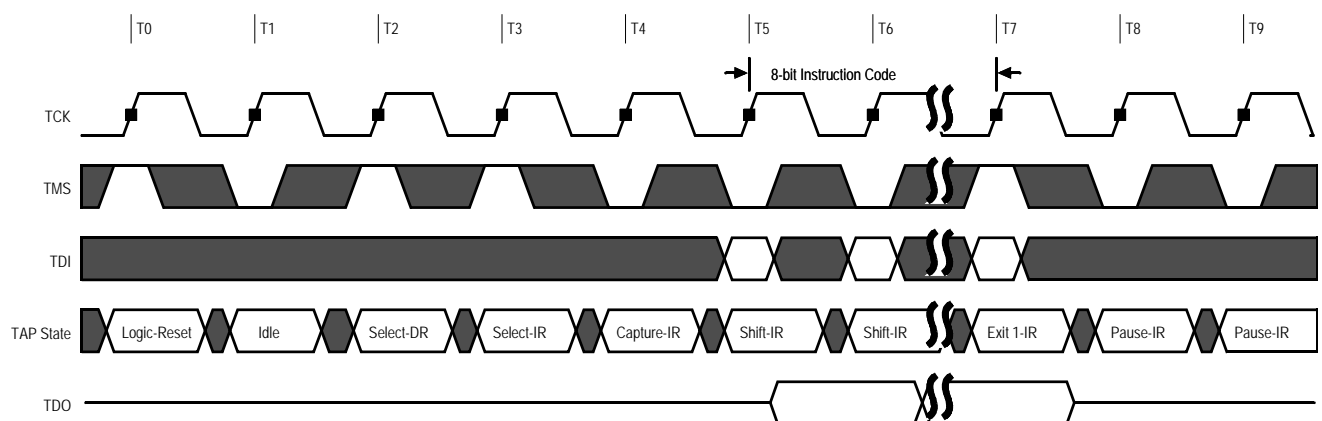 T0 T1 T2 T3 T4 T5 T6 T7 T8 T9
8-bit Instruction Code
TCK
TMS
TDI
TAP State Logic-Reset Idle Select-DR Select-IR Capture-IR Shift-IR Shift-IR Exit 1-IR Pause-IR Pause-IR
TDO